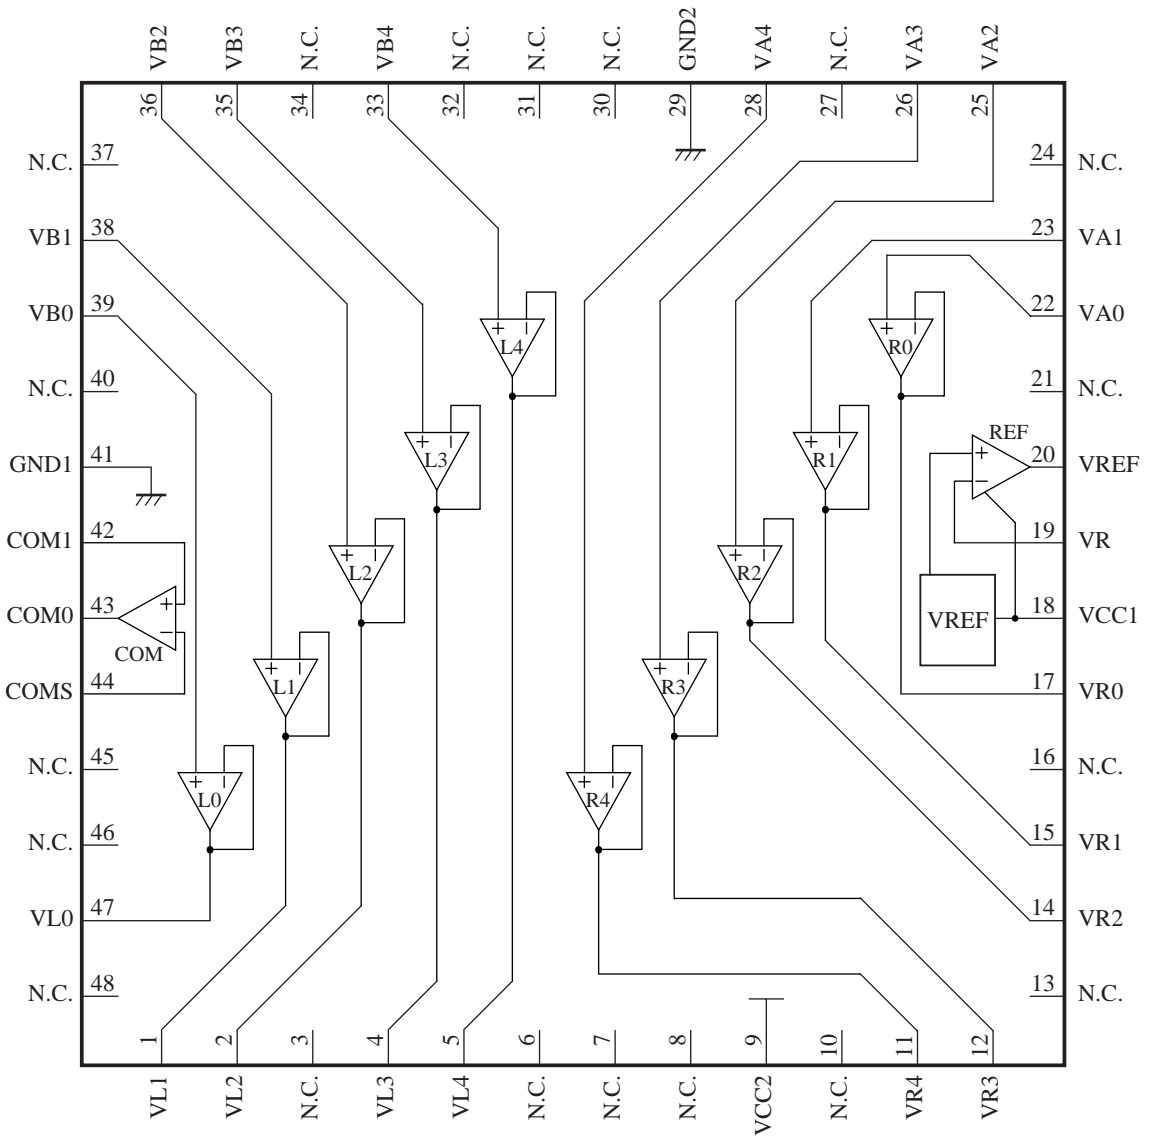 VB2 VB3 N.C. VB4 N.C. N.C. N.C. GND2 VA4 N.C. VA3 VA2
36 35 34 33 32 31 30 29 28 27 26 25
N.C. 37
24 N.C.
VB1 38
23 VA1
VB0 39
22 VA0
+ − L4
+ − R0
N.C. 40
21 N.C.
REF
+ − L3
+ − R1
GND1 41
+ −
20 VREF
COM1 42
19 VR
+ − L2
+ − R2
COM0 43
+ −
COM
VREF
18 VCC1
+ − L1
+ − R3
COMS 44
17 VR0
N.C. 45
16 N.C.
+ − L0
+ − R4
N.C. 46
15 VR1
VL0 47
14 VR2
N.C. 48
13 N.C.
1 2 3 4 5 6 7 8 9 10 11 12
VL1 VL2 N.C. VL3 VL4 N.C. N.C. N.C. VCC2 N.C. VR4 VR3